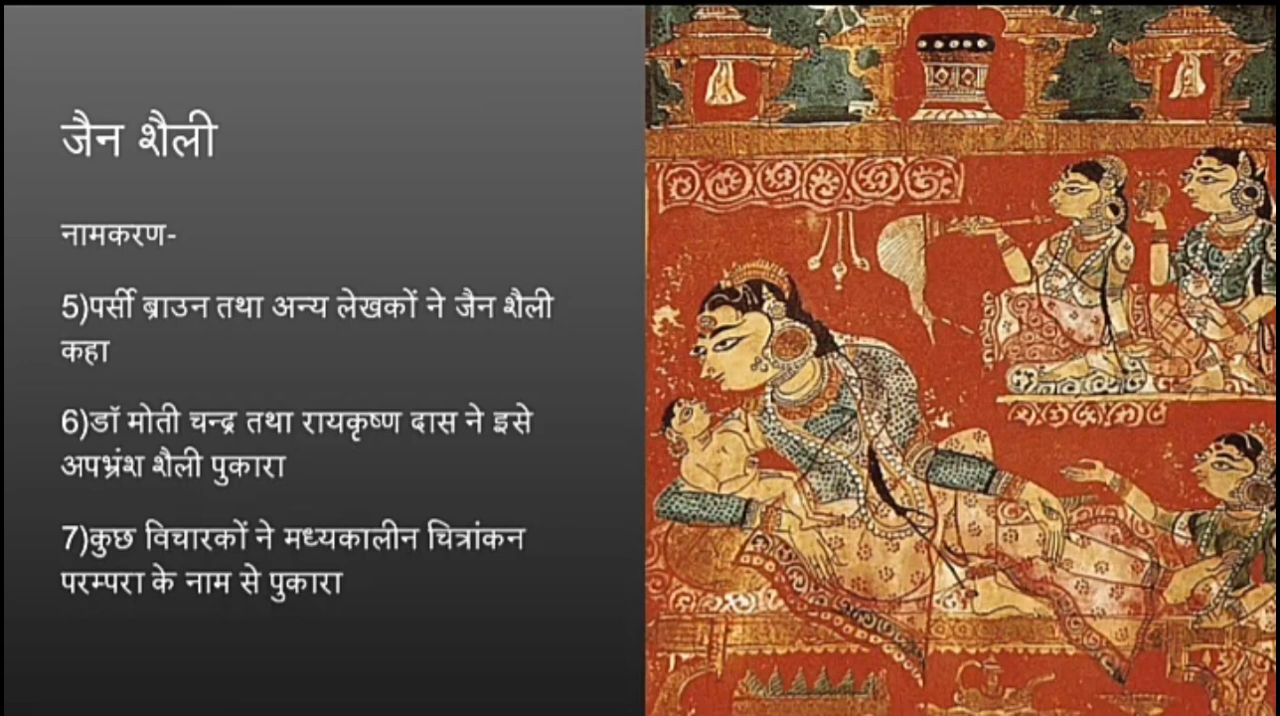 जैन शैली
नामकरण-
5)पर्सी ब्राउन तथा अन्य लेखकों ने जैन शैली
कहा
6)डॉ मोती चन्द्र तथा रायकृष्ण दास ने इसे
अपभ्रंश शैली पुकारा
7)कुछ विचारकों ने मध्यकालीन चित्रांकन
परम्परा के नाम से पुकारा